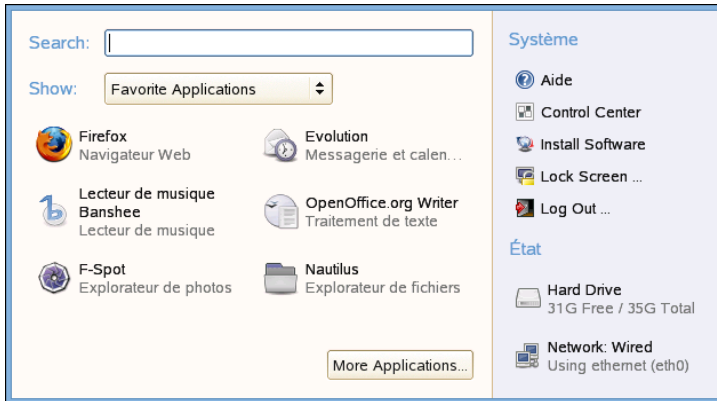 Search:
Show: Favorite Applications
Firefox
Navigateur Web
Evolution
Messagerie et calen...
Lecteur de musique
Banshee
Lecteur de musique
OpenOffice.org Writer
Traitement de texte
F-Spot
Explorateur de photos
Nautilus
Explorateur de fichiers
More Applications...
Système
Aide
Control Center
Install Software
Lock Screen ...
Log Out ...
État
Hard Drive
31G Free / 35G Total
Network: Wired
Using ethernet (eth0)